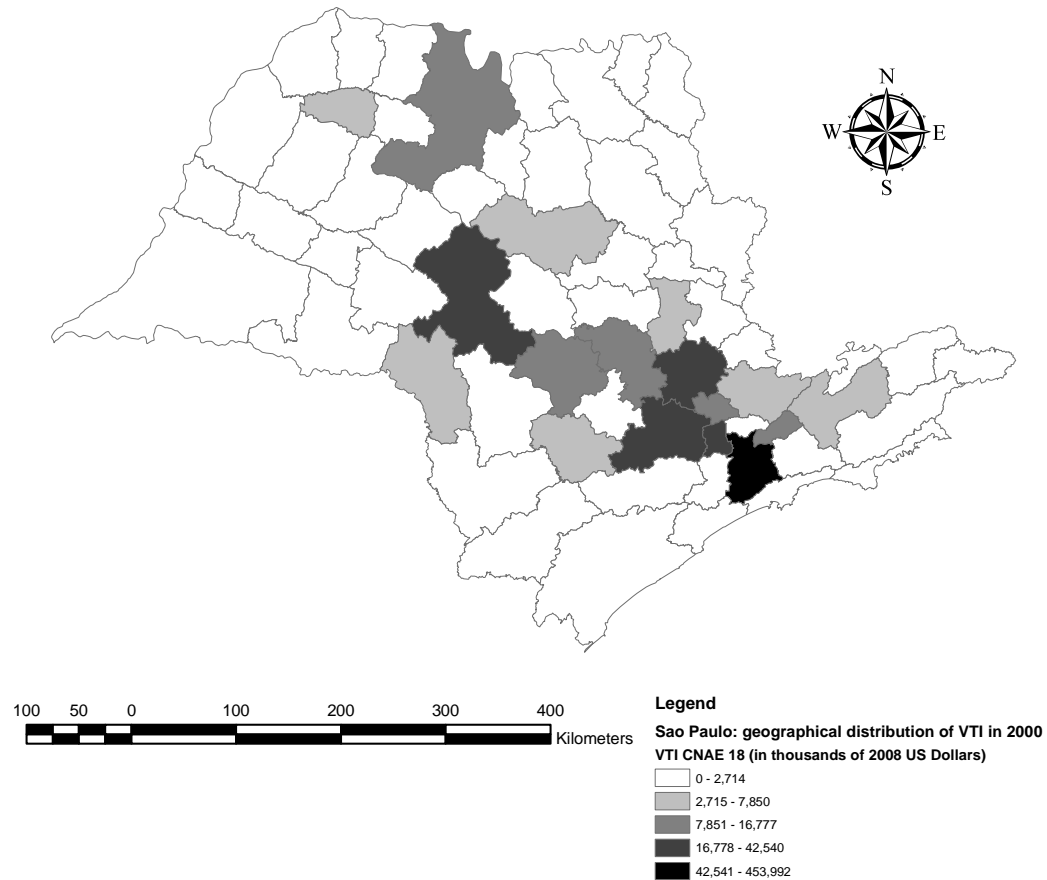 N
W E
S
100 50 0 100 200 300 400
Kilometers
Legend
Sao Paulo: geographical distribution of VTI in 2000
VTI CNAE 18 (in thousands of 2008 US Dollars)
0 - 2,714
2,715 - 7,850
7,851 - 16,777
16,778 - 42,540
42,541 - 453,992